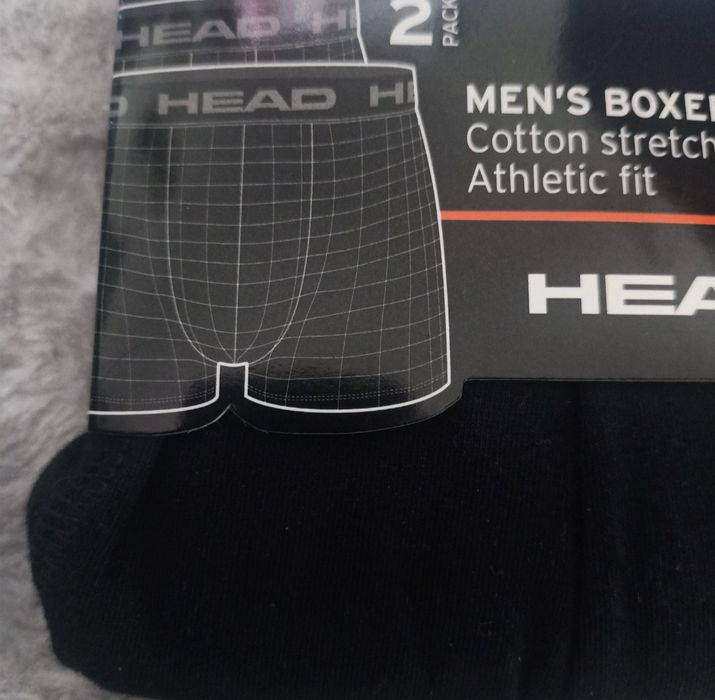 HEAD
2
PACK
HEAD
MEN'S BOXE
Cotton stretch
Athletic fit
HEA